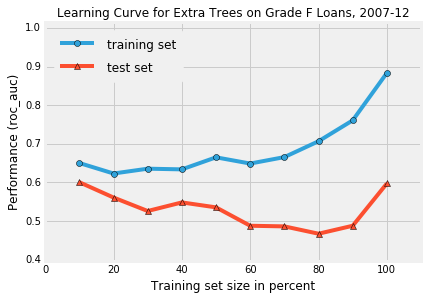 Learning Curve for Extra Trees on Grade F Loans, 2007-12
1.0
training set
0.9
test set
0.8
0.7
0.6
0.5
0.4
Performance (roc_auc)
0
20
40
60
80
100
Training set size in percent